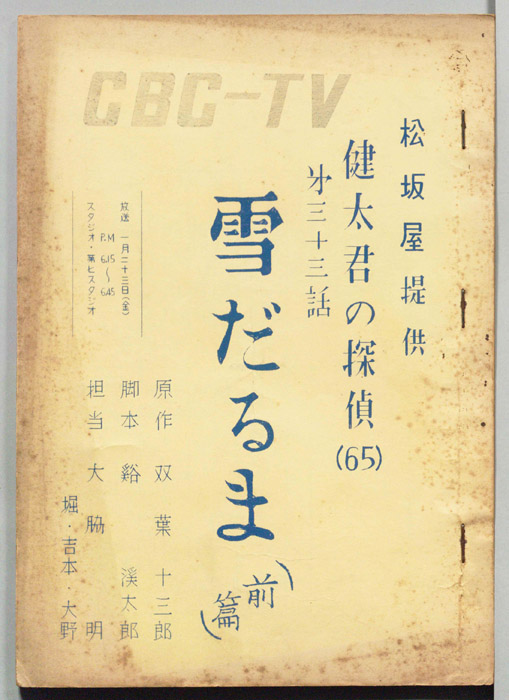 CBC-TV
松坂屋提供
健太君の探偵(65)
第三十三話
雪だるま(前篇)
放送 一月二十三日(金)
P.M 6.15〜6.45
スタジオ・第七スタジオ
原作 双葉十三郎
脚本 谿渓太郎
担当 大脇明
堀・吉本・大野